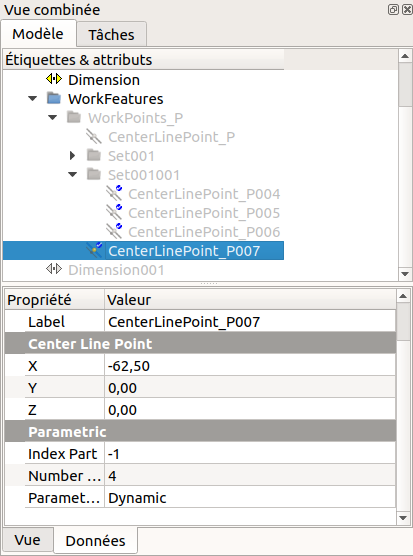 Vue combinée
Modèle Tâches
Étiquettes & attributs
Dimension
WorkFeatures
WorkPoints_P
CenterLinePoint_P
Set001
Set001001
CenterLinePoint_P004
CenterLinePoint_P005
CenterLinePoint_P006
CenterLinePoint_P007
Dimension001
Propriété Valeur
Label CenterLinePoint_P007
Center Line Point
X -62,50
Y 0,00
Z 0,00
Parametric
Index Part -1
Number ... 4
Paramet... Dynamic
Vue Données